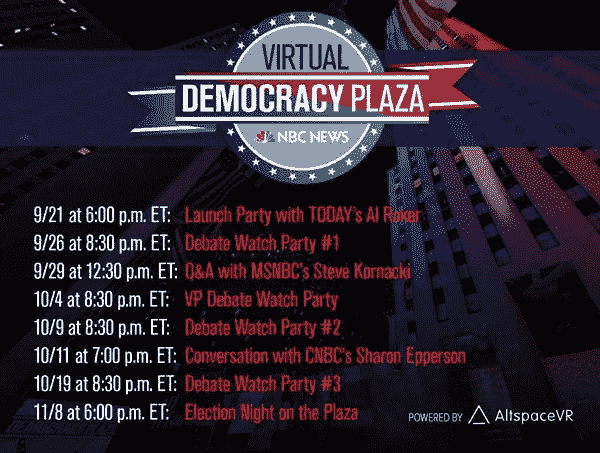 VIRTUAL
DEMOCRACY PLAZA
NBC NEWS
9/21 at 6:00 p.m. ET: Launch Party with TODAY's Al Roker
9/26 at 8:30 p.m. ET: Debate Watch Party #1
9/29 at 12:30 p.m. ET: Q&A with MSNBC's Steve Kornacki
10/4 at 8:30 p.m. ET: VP Debate Watch Party
10/9 at 8:30 p.m. ET: Debate Watch Party #2
10/11 at 7:00 p.m. ET: Conversation with CNBC's Sharon Epperson
10/19 at 8:30 p.m. ET: Debate Watch Party #3
11/8 at 6:00 p.m. ET: Election Night on the Plaza
POWERED BY AltspaceVR